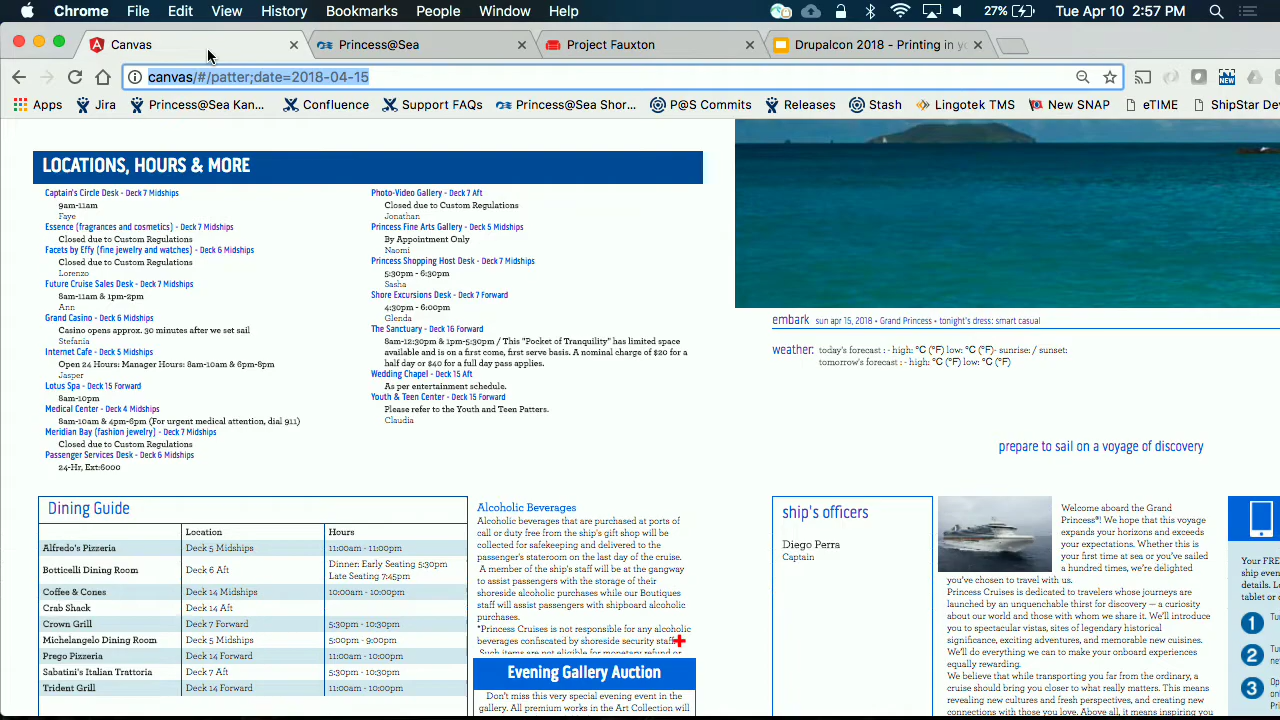 Chrome File Edit View History Bookmarks People Window Help 27% Tue Apr 10 2:57 PM
Canvas Princess@Sea Project Fauxton Drupalcon 2018 - Printing in yo
canvas/#/patter;date=2018-04-15
Apps Jira Princess@Sea Kan... Confluence Support FAQs Princess@Sea Shor... P@S Commits Releases Stash Lingotek TMS New SNAP eTIME ShipStar De
LOCATIONS, HOURS & MORE
Captain's Circle Desk - Deck 7 Midships
9am-11am
Faye
Essence (fragrances and cosmetics) - Deck 7 Midships
Closed due to Custom Regulations
Facets by Effy (fine jewelry and watches) - Deck 6 Midships
Closed due to Custom Regulations
Lorenzo
Future Cruise Sales Desk - Deck 7 Midships
8am-11am & 1pm-2pm
Ann
Grand Casino - Deck 6 Midships
Casino opens approx. 30 minutes after we set sail
Stefania
Internet Cafe - Deck 5 Midships
Open 24 Hours: Manager Hours: 8am-10am & 6pm-8pm
Jasper
Lotus Spa - Deck 15 Forward
8am-10pm
Medical Center - Deck 4 Midships
8am-10am & 4pm-6pm (For urgent medical attention, dial 911)
Meridian Bay (fashion jewelry) - Deck 7 Midships
Closed due to Custom Regulations
Passenger Services Desk - Deck 6 Midships
24-Hr, Ext:6000
Photo-Video Gallery - Deck 7 Aft
Closed due to Custom Regulations
Jonathan
Princess Fine Arts Gallery - Deck 5 Midships
By Appointment Only
Naomi
Princess Shopping Host Desk - Deck 7 Midships
5:30pm - 6:30pm
Sasha
Shore Excursions Desk - Deck 7 Forward
4:30pm - 6:00pm
Glenda
The Sanctuary - Deck 16 Forward
8am-12:30pm & 1pm-5:30pm / This "Pocket of Tranquility" has limited space
available and is on a first come, first serve basis. A nominal charge of $20 for a
half day or $40 for a full day pass applies.
Wedding Chapel - Deck 15 Aft
As per entertainment schedule.
Youth & Teen Center - Deck 15 Forward
Please refer to the Youth and Teen Patters.
Claudia
embark sun apr 15, 2018 • Grand Princess • tonight's dress: smart casual
weather: today's forecast : - high: °C (°F) low: °C (°F)- sunrise: / sunset:
tomorrow's forecast : - high: °C (°F) low: °C (°F)
prepare to sail on a voyage of discovery
Dining Guide
Location Hours
Alfredo's Pizzeria Deck 5 Midships 11:00am - 11:00pm
Botticelli Dining Room Deck 6 Aft Dinner: Early Seating 5:30pm
Late Seating 7:45pm
Coffee & Cones Deck 14 Midships 10:00am - 10:00pm
Crab Shack Deck 14 Aft
Crown Grill Deck 7 Forward 5:30pm - 10:30pm
Michelangelo Dining Room Deck 5 Midships 5:00pm - 9:00pm
Prego Pizzeria Deck 14 Forward 11:00am - 10:00pm
Sabatini's Italian Trattoria Deck 7 Aft 5:30pm - 10:00pm
Trident Grill Deck 14 Forward 11:00am - 10:00pm
Alcoholic Beverages
Alcoholic beverages that are purchased at ports of
call or duty free from the ship's gift shop will be
collected for safekeeping and delivered to the
passenger's stateroom on the last day of the cruise.
A member of the ship's staff will be at the gangway
to assist passengers with the storage of their
shoreside alcoholic purchases while our Boutiques
staff will assist passengers with shipboard alcoholic
purchases.
*Princess Cruises is not responsible for any alcoholic
beverages confiscated by shoreside security staff.
Such items are not eligible for monetary refund or
Evening Gallery Auction
Don't miss this very special evening event in the
gallery. All premium works in the Art Collection will
ship's officers
Diego Perra
Captain
Welcome aboard the Grand
Princess®! We hope that this voyage
expands your horizons and exceeds
your expectations. Whether this is
your first time at sea or you've sailed
a hundred times, we're delighted
you've chosen to travel with us.
Princess Cruises is dedicated to travelers whose journeys are
launched by an unquenchable thirst for discovery — a curiosity
about our world and those with whom we share it. We'll introduce
you to spectacular vistas, sites of legendary historical
significance, exciting adventures, and memorable new cuisines.
We'll do everything we can to make your onboard experiences
equally rewarding.
We believe that while transporting you far from the ordinary, a
cruise should bring you closer to what really matters. This means
revealing new cultures and fresh perspectives, and creating new
connections with those you love. Above all, it means inspiring you
Your FREE
ship even
details. Lo
tablet or
1 Tu
2 Tu
ne
3 Op
or
Pri